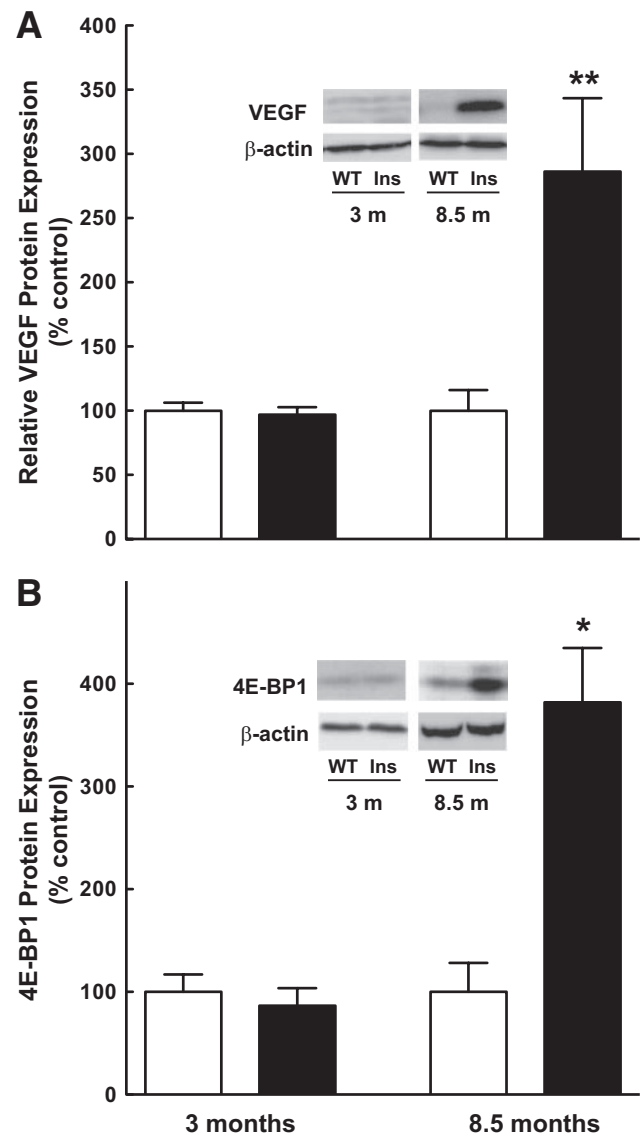 A
Relative VEGF Protein Expression
(% control)
400
350
300
250
200
150
100
50
0
**
VEGF
β-actin
WT Ins WT Ins
3 m 8.5 m
B
4E-BP1 Protein Expression
(% control)
400
300
200
100
0
*
4E-BP1
β-actin
WT Ins WT Ins
3 m 8.5 m
3 months 8.5 months